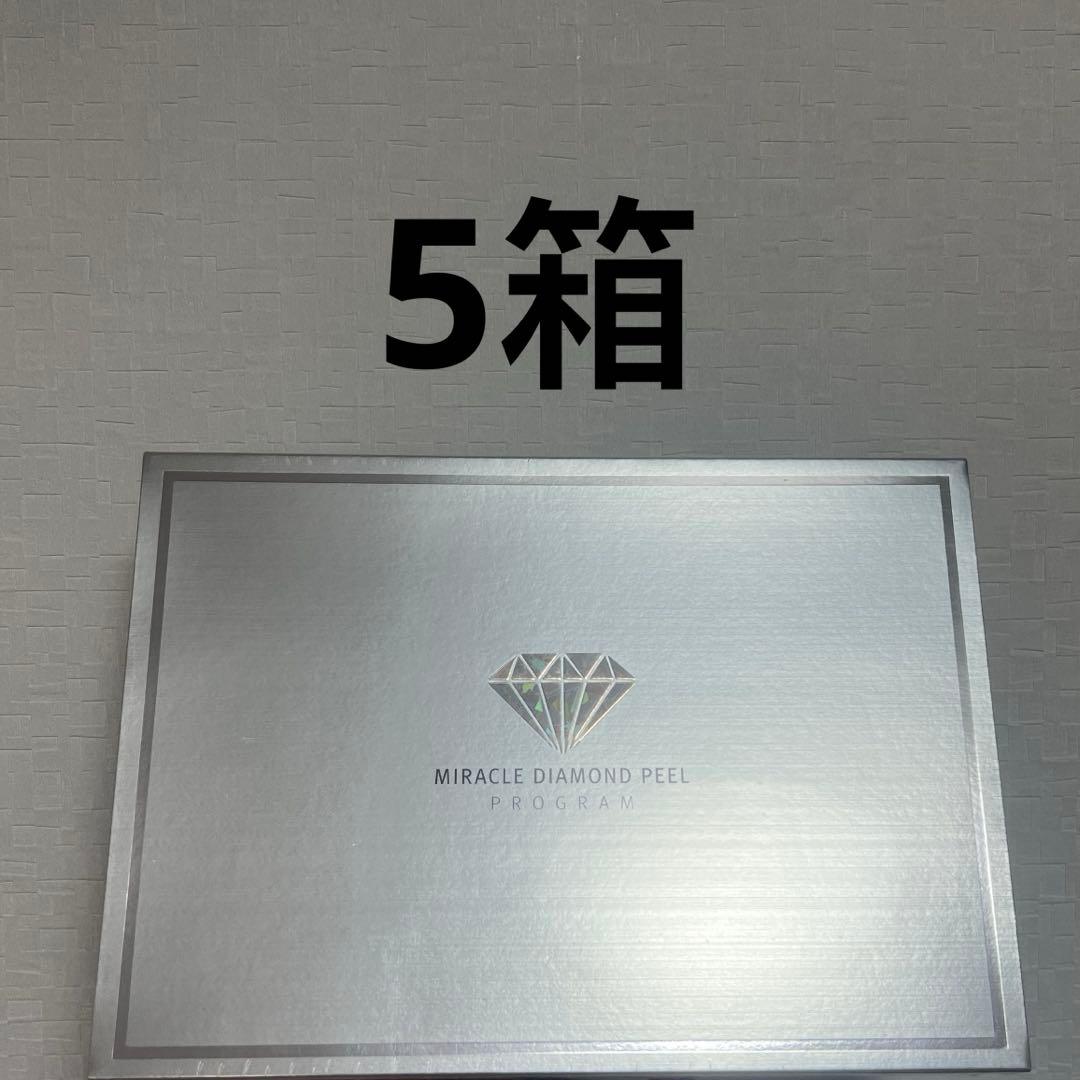 5箱
MIRACLE DIAMOND PEEL
PROGRAM